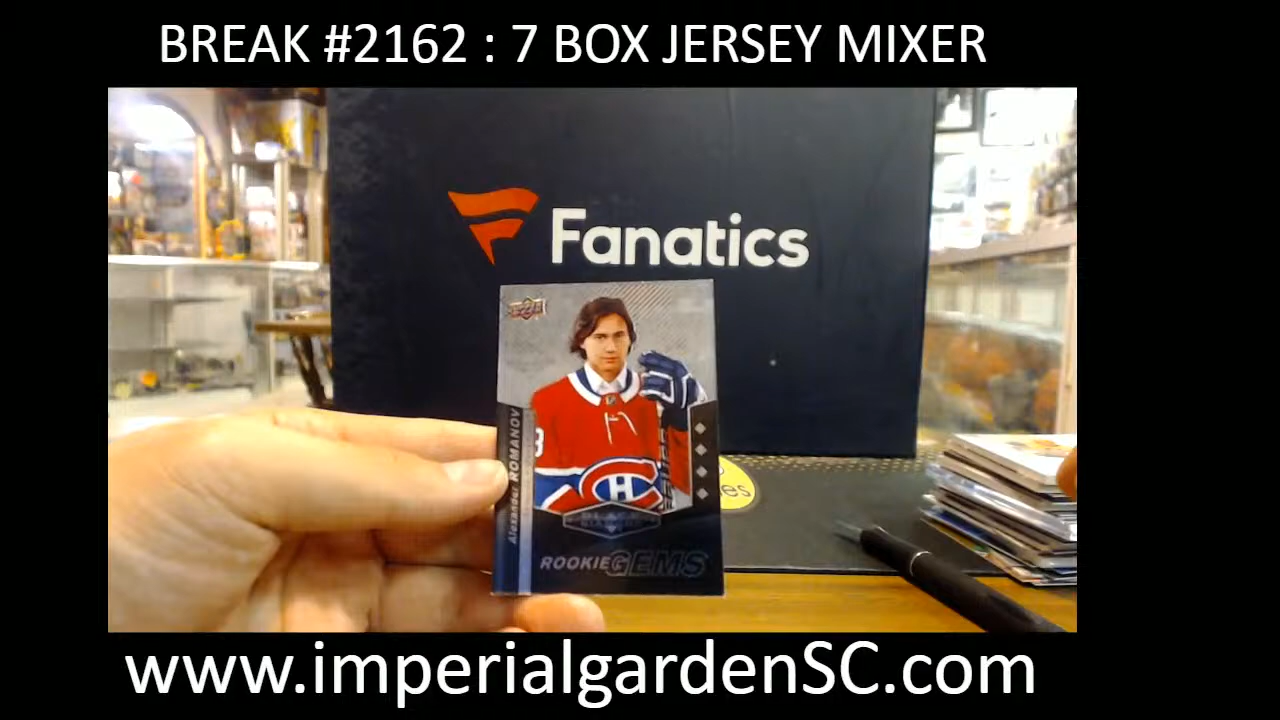 BREAK #2162 : 7 BOX JERSEY MIXER
Fanatics
Alexander ROMANOV
ROOKIE GEMS
www.imperialgardenSC.com